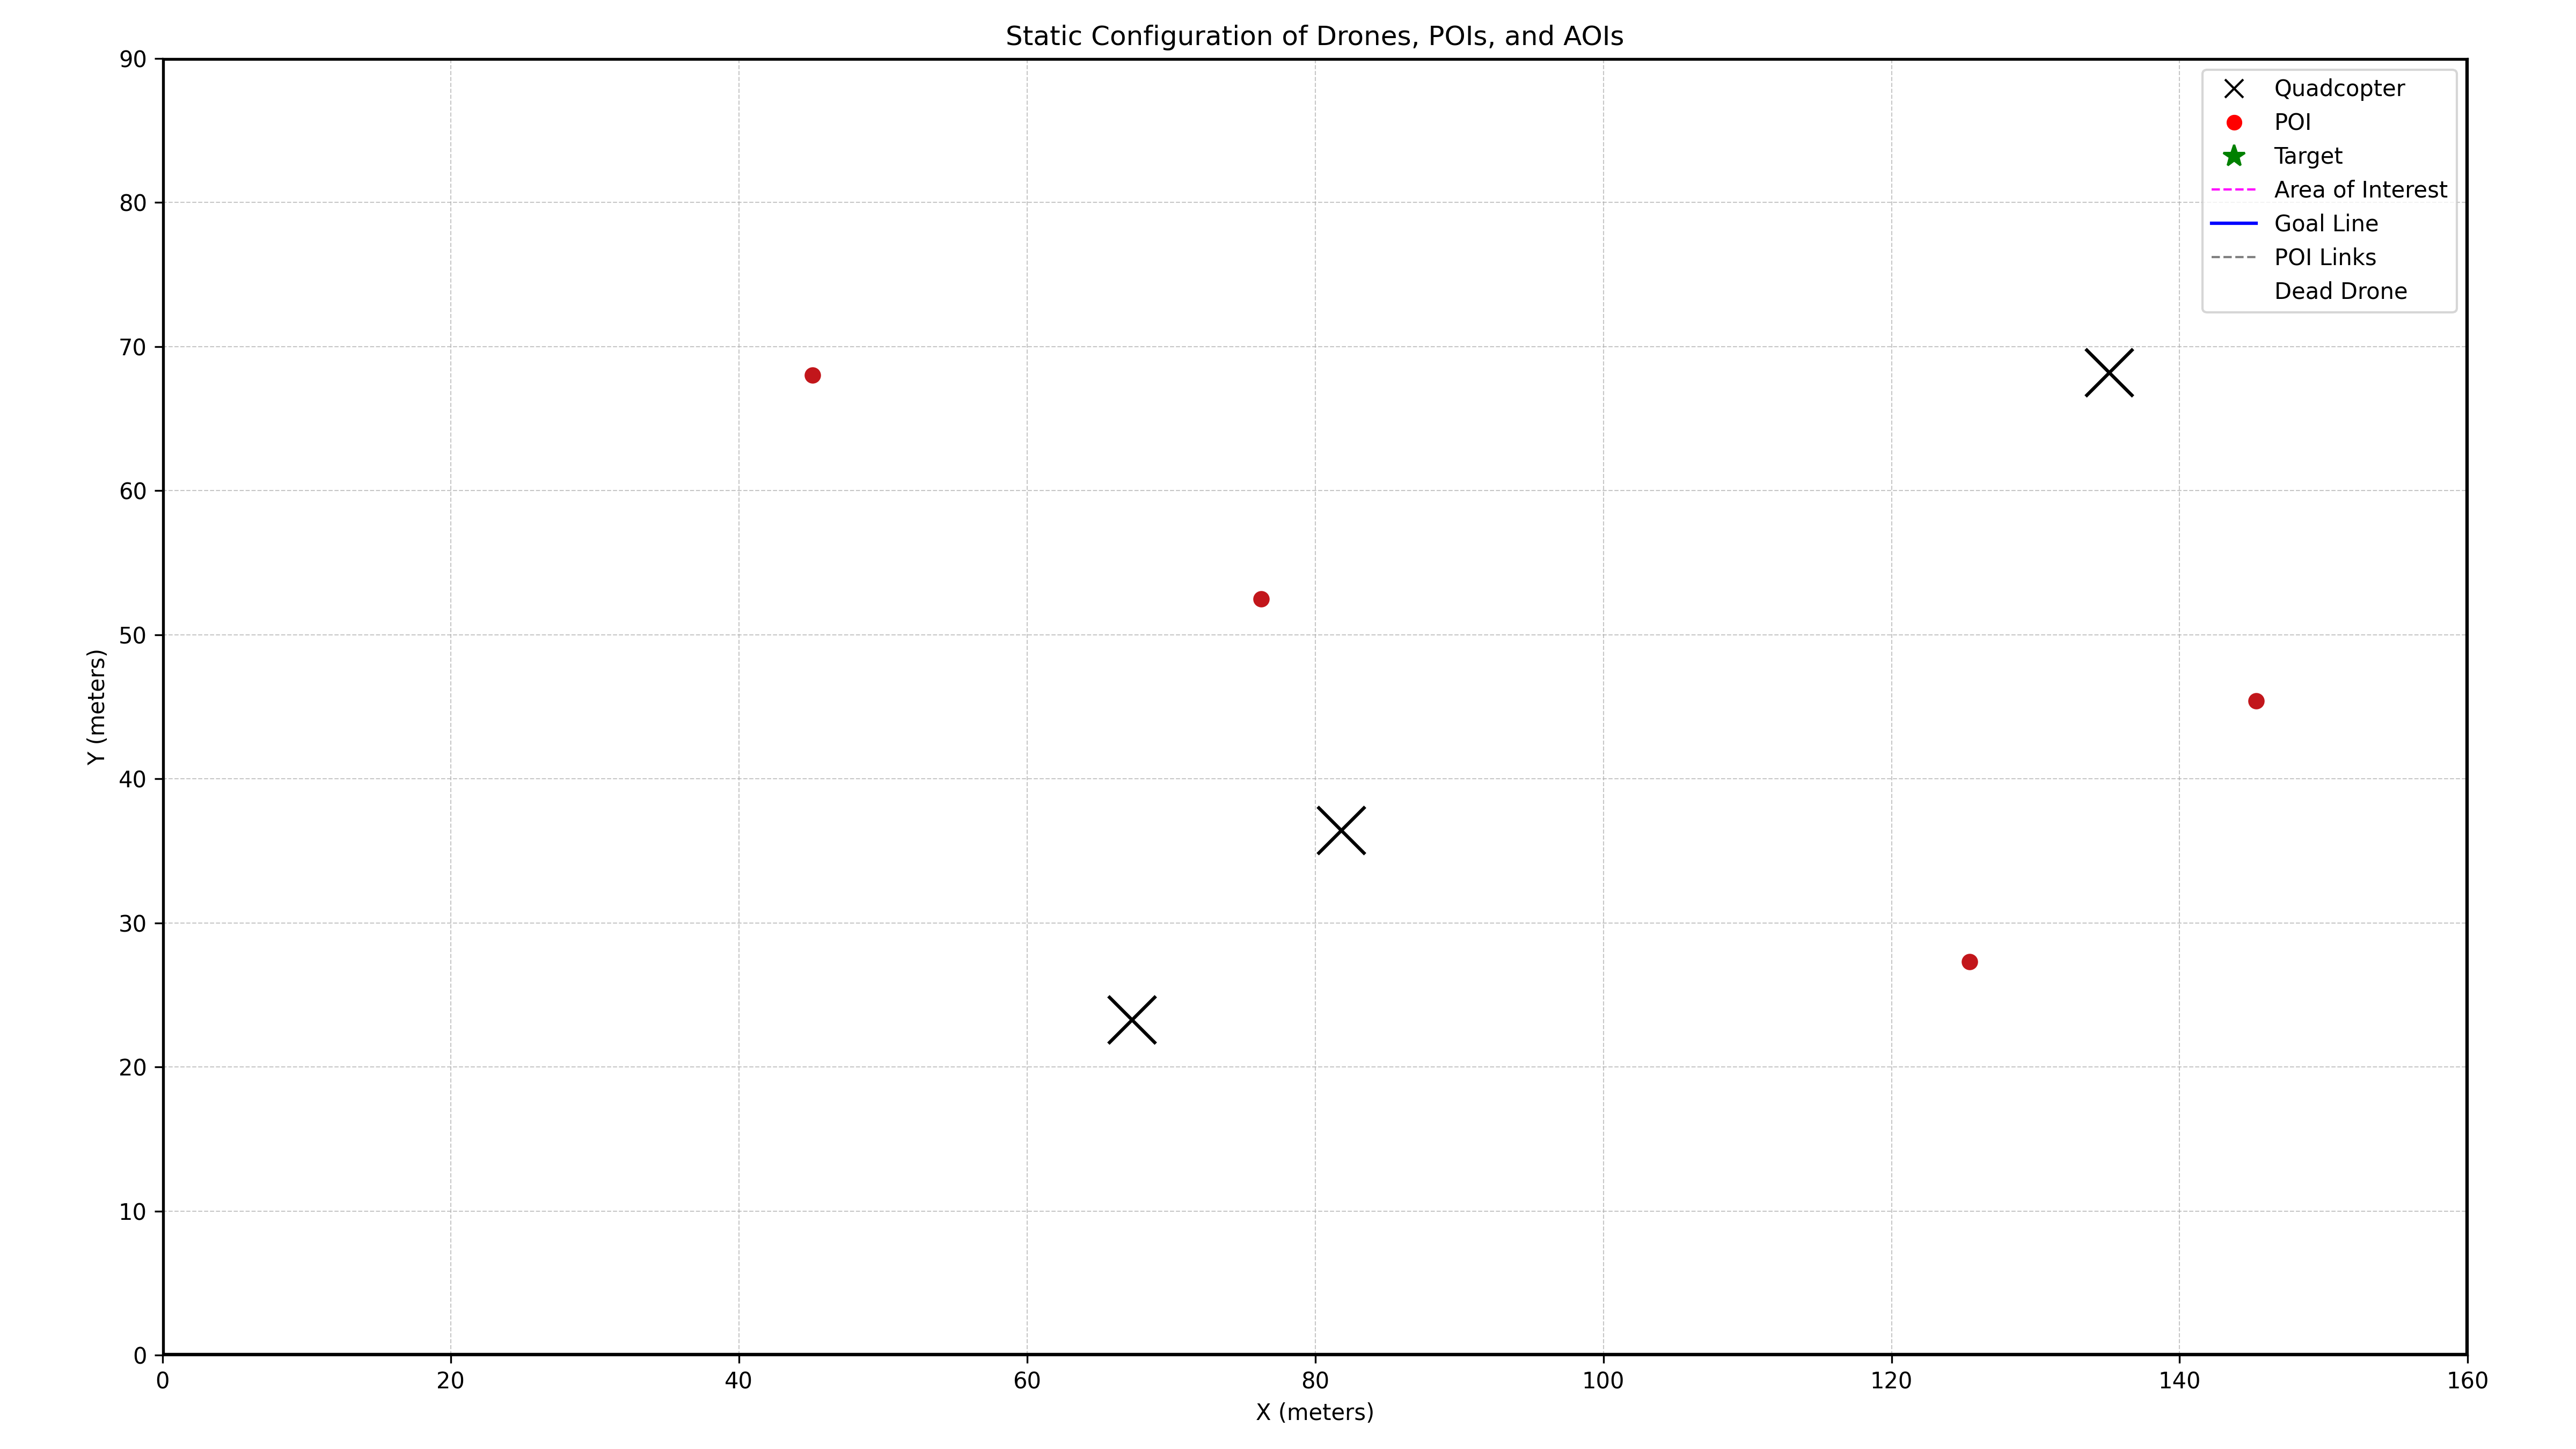 Static Configuration of Drones, POIs, and AOIs
90
80
70
60
50
40
30
20
10
0
Y (meters)
Quadcopter
POI
Target
Area of Interest
Goal Line
POI Links
Dead Drone
0 20 40 60 80 100 120 140 160
X (meters)